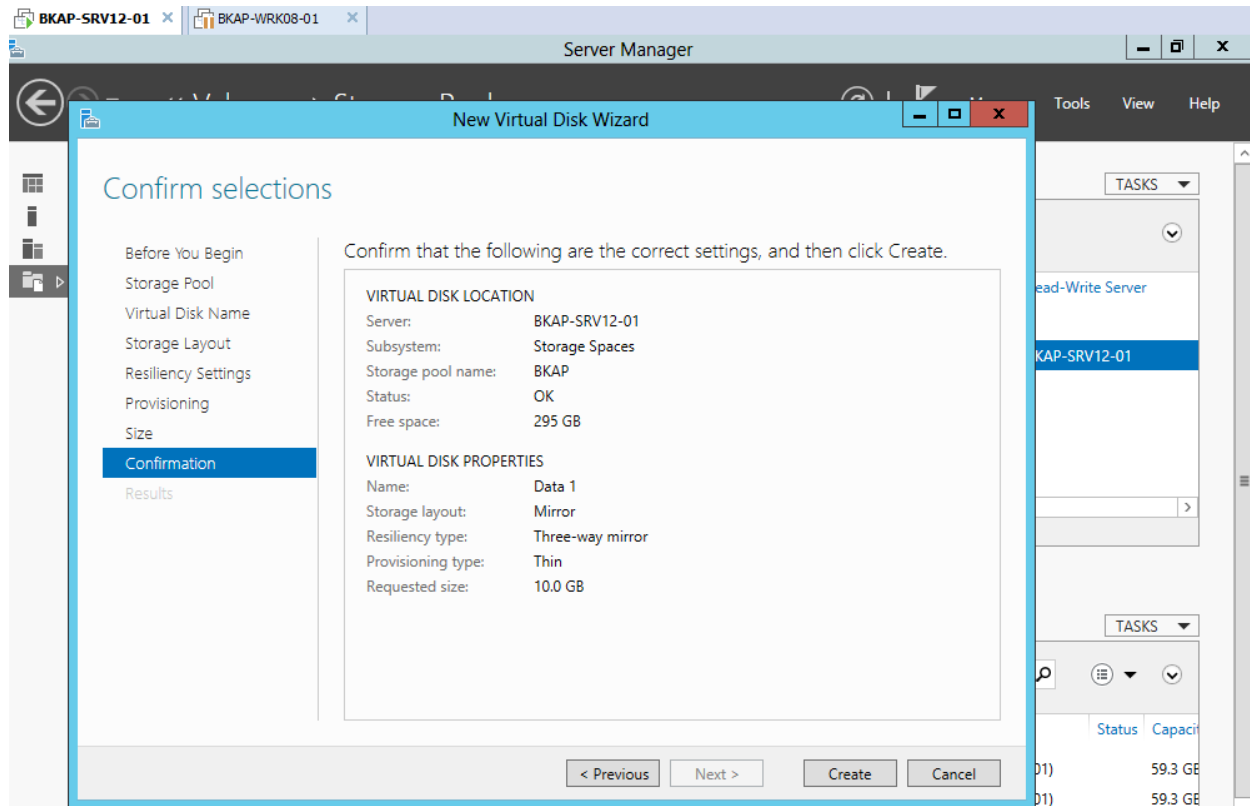 BKAP-SRV12-01 × BKAP-WRK08-01 ×
Server Manager
Tools View Help
New Virtual Disk Wizard
TASKS
Confirm selections
Before You Begin
Storage Pool
Virtual Disk Name
Storage Layout
Resiliency Settings
Provisioning
Size
Confirmation
Results
Confirm that the following are the correct settings, and then click Create.
VIRTUAL DISK LOCATION
Server: BKAP-SRV12-01
Subsystem: Storage Spaces
Storage pool name: BKAP
Status: OK
Free space: 295 GB
VIRTUAL DISK PROPERTIES
Name: Data 1
Storage layout: Mirror
Resiliency type: Three-way mirror
Provisioning type: Thin
Requested size: 10.0 GB
< Previous Next > Create Cancel
ead-Write Server
KAP-SRV12-01
TASKS
Status Capacit
01) 59.3 GB
01) 59.3 GB